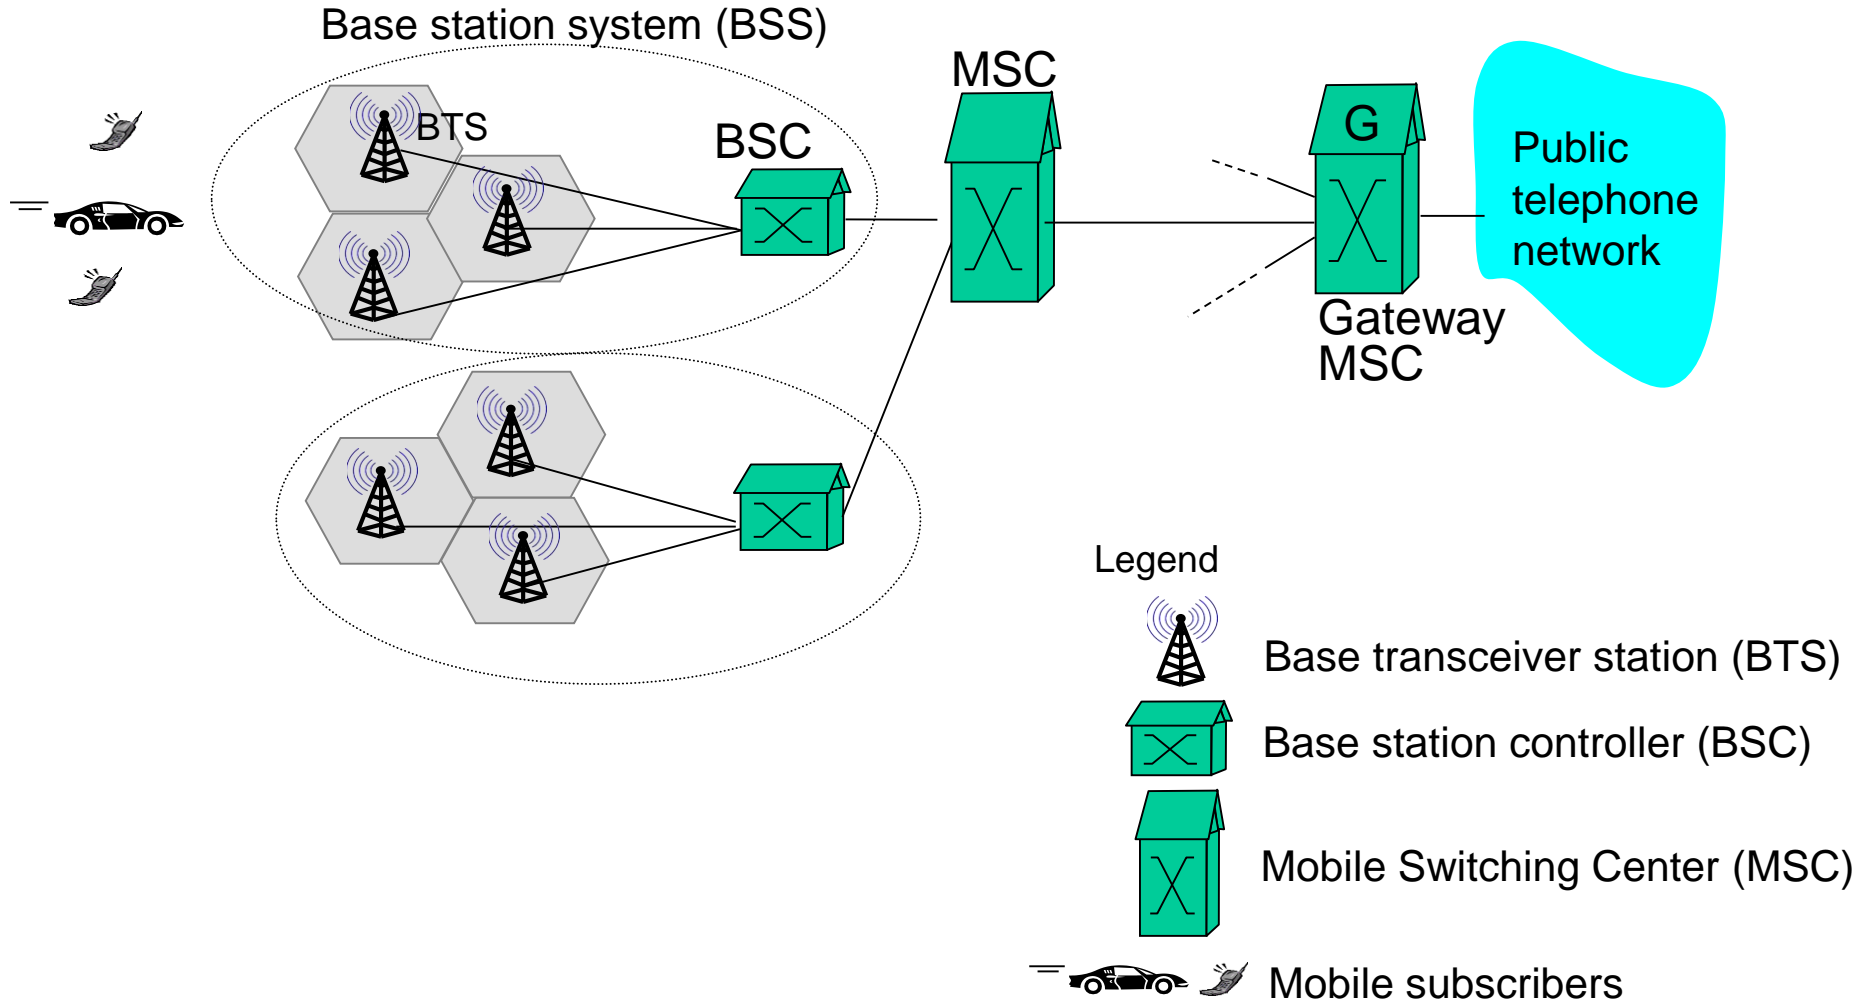 Base station system (BSS)
BTS
BSC
MSC
G
Gateway
MSC
Public
telephone
network
Legend
Base transceiver station (BTS)
Base station controller (BSC)
Mobile Switching Center (MSC)
Mobile subscribers